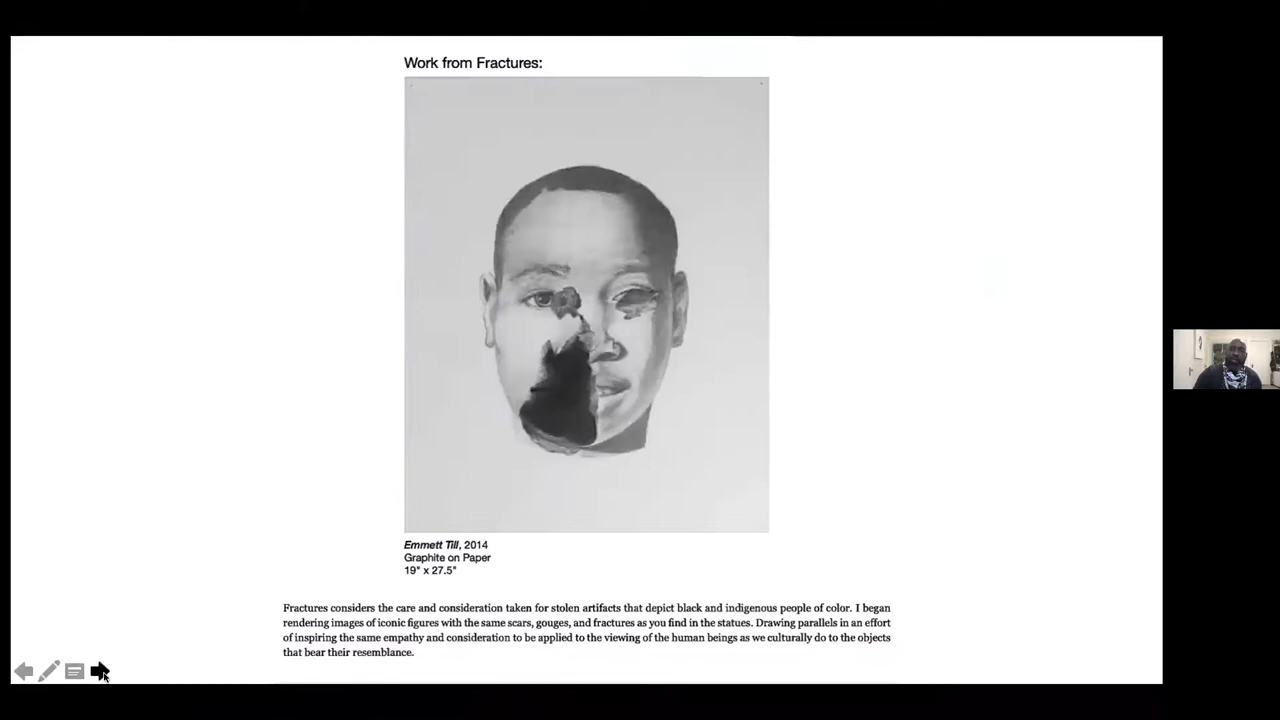 Work from Fractures:
Emmett Till, 2014
Graphite on Paper
19" x 27.5"
Fractures considers the care and consideration taken for stolen artifacts that depict black and indigenous people of color. I began
rendering images of iconic figures with the same scars, gouges, and fractures as you find in the statues. Drawing parallels in an effort
of inspiring the same empathy and consideration to be applied to the viewing of the human beings as we culturally do to the objects
that bear their resemblance.